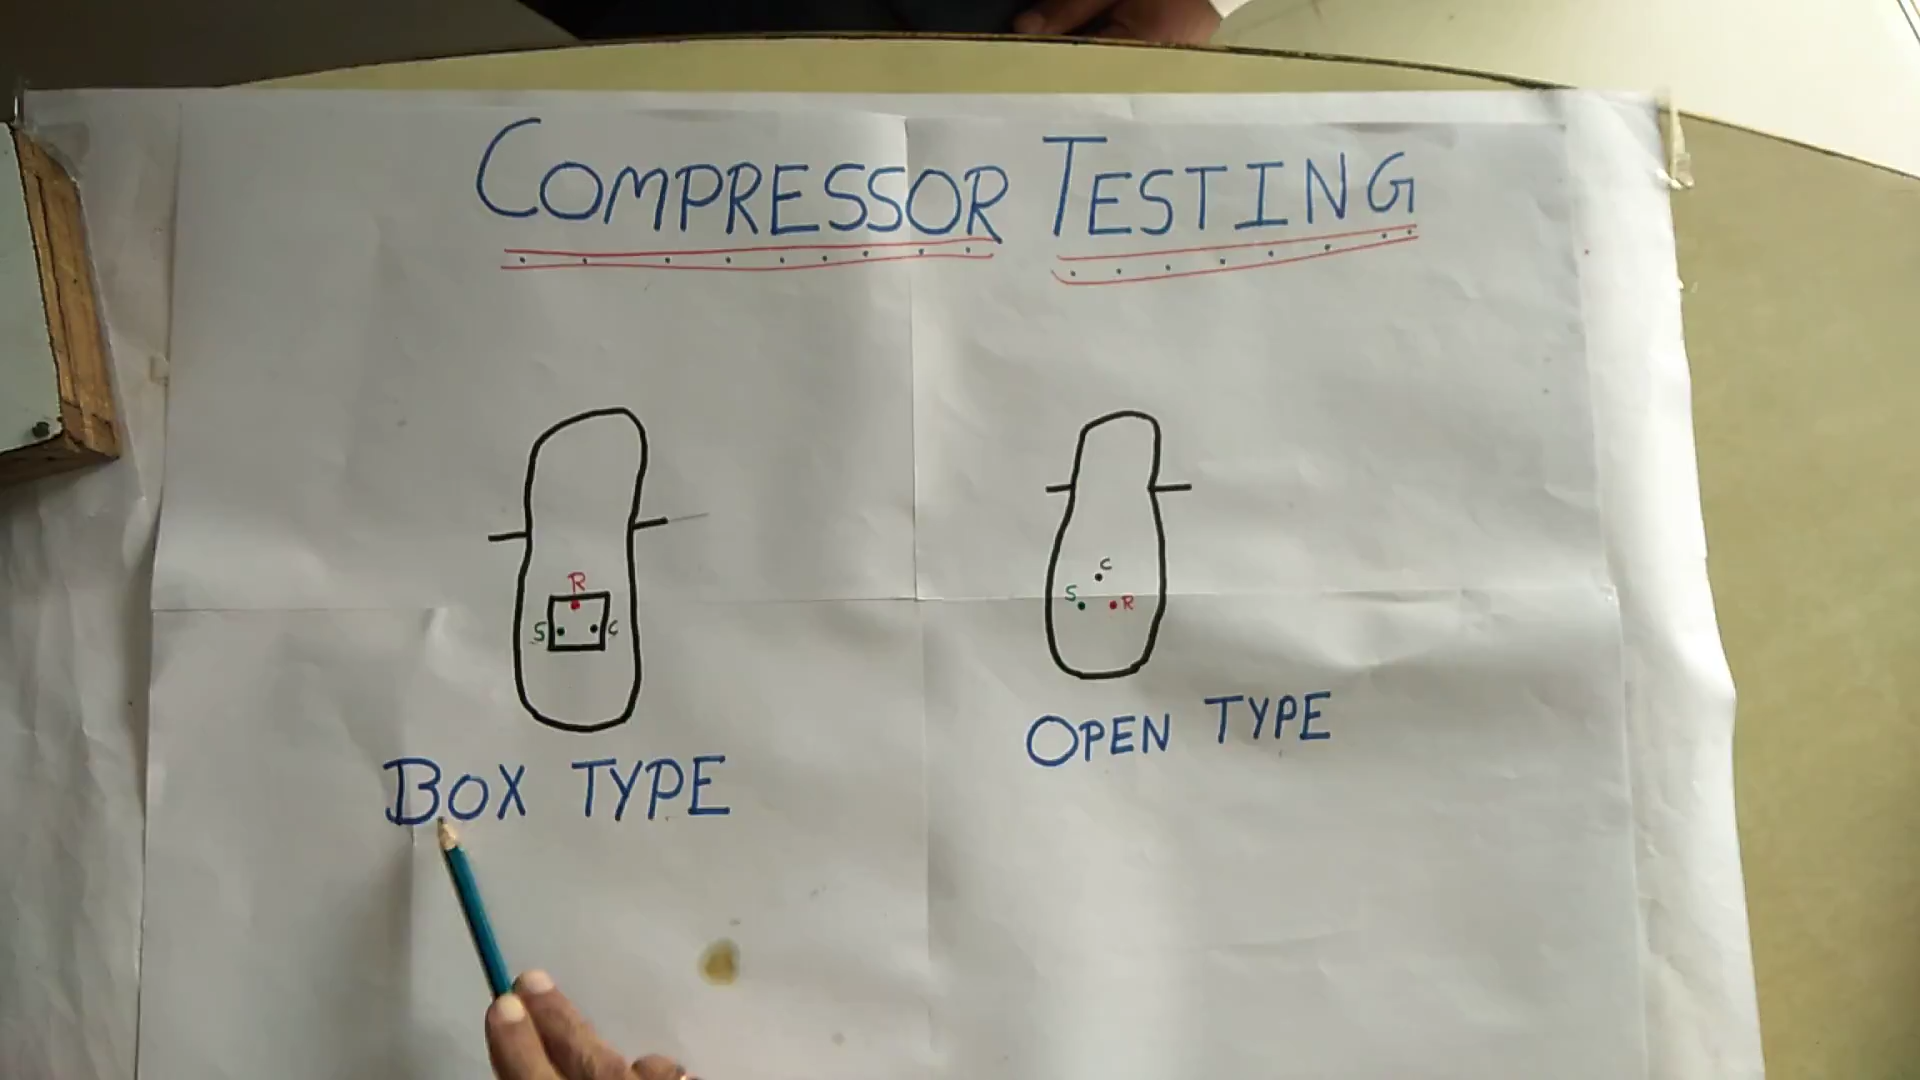 COMPRESSOR TESTING
R
S C
BOX TYPE
C
S R
OPEN TYPE